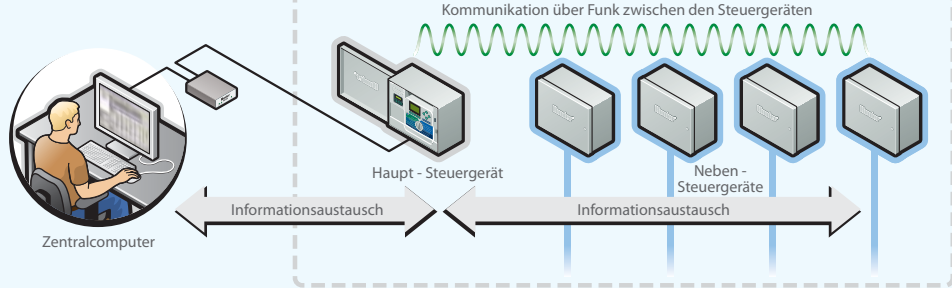 Kommunikation über Funk zwischen den Steuergeräten
Haupt - Steuergerät
Neben -
Steuergeräte
Informationsaustausch
Informationsaustausch
Zentralcomputer